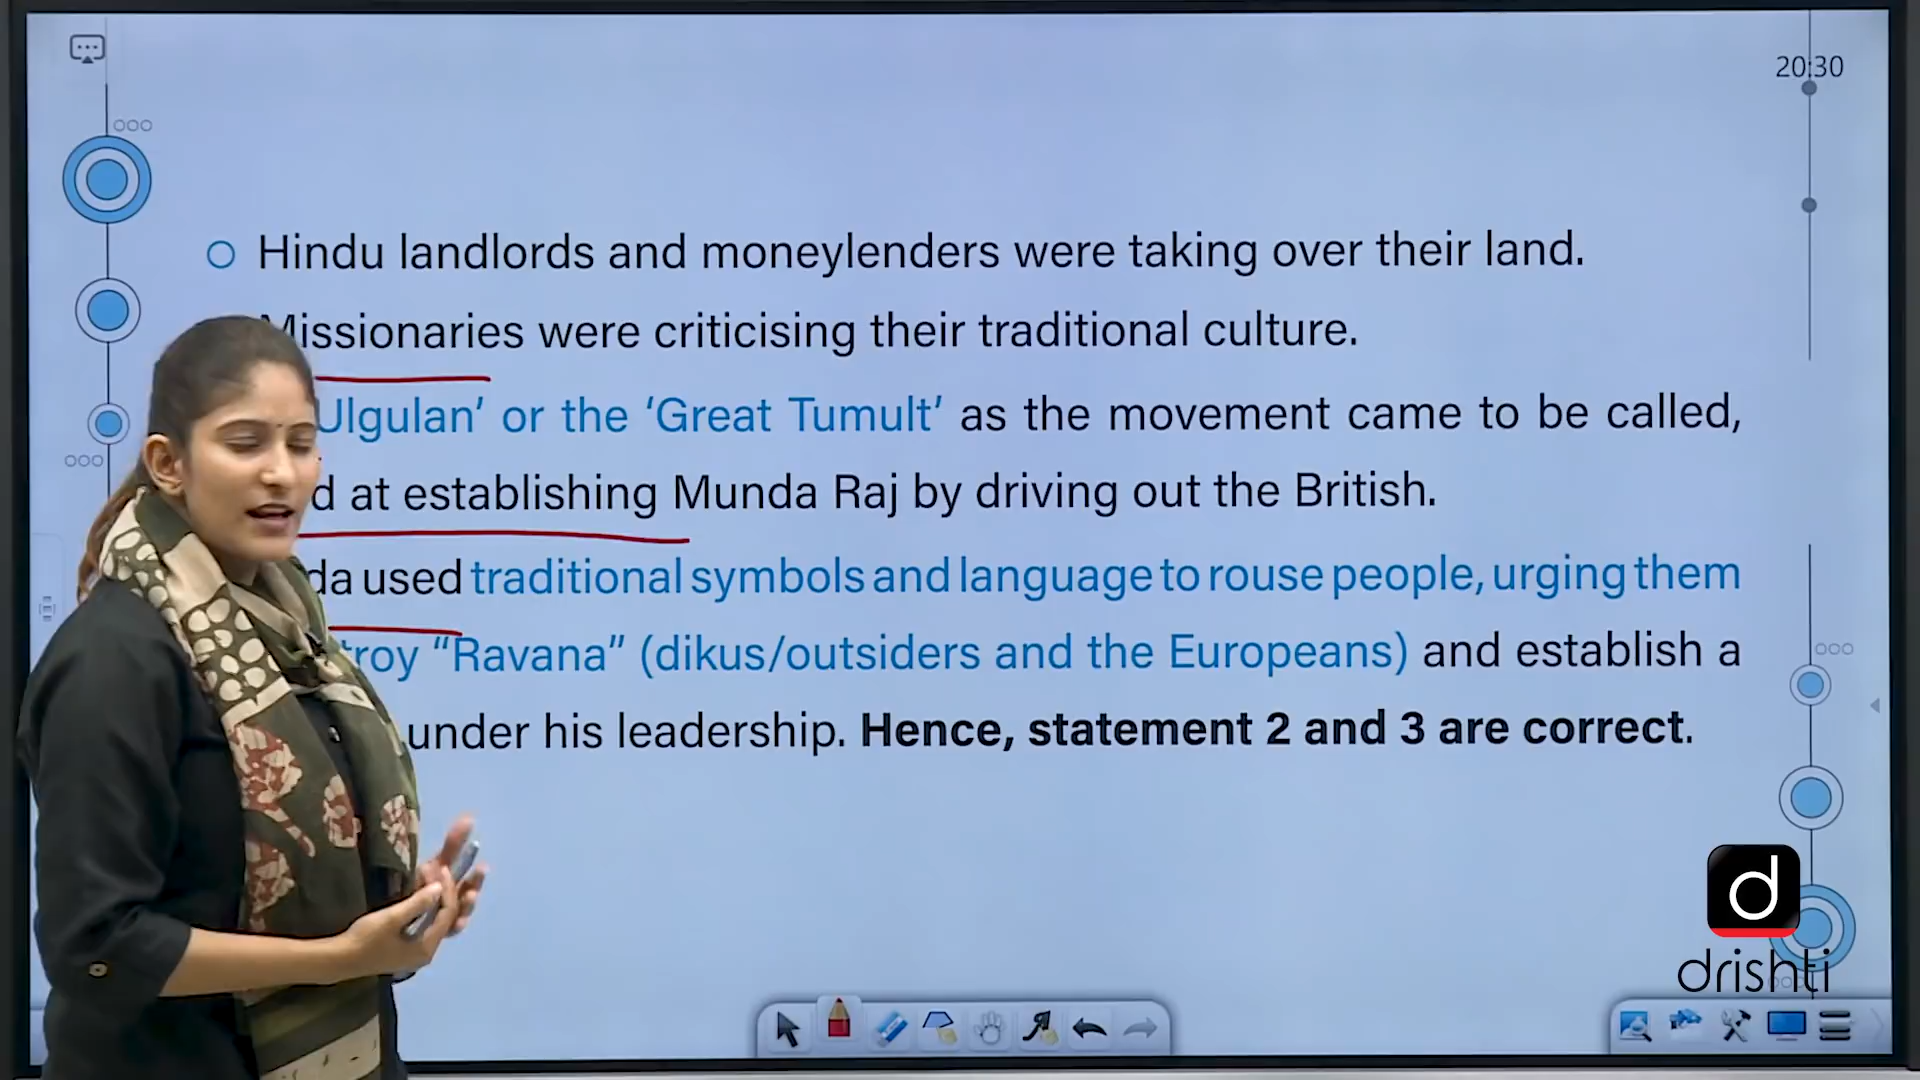 20:30
Hindu landlords and moneylenders were taking over their land.
Missionaries were criticising their traditional culture.
Ulgulan’ or the ‘Great Tumult’ as the movement came to be called,
d at establishing Munda Raj by driving out the British.
da used traditional symbols and language to rouse people, urging them
troy “Ravana” (dikus/outsiders and the Europeans) and establish a
under his leadership. Hence, statement 2 and 3 are correct.
d
drishti